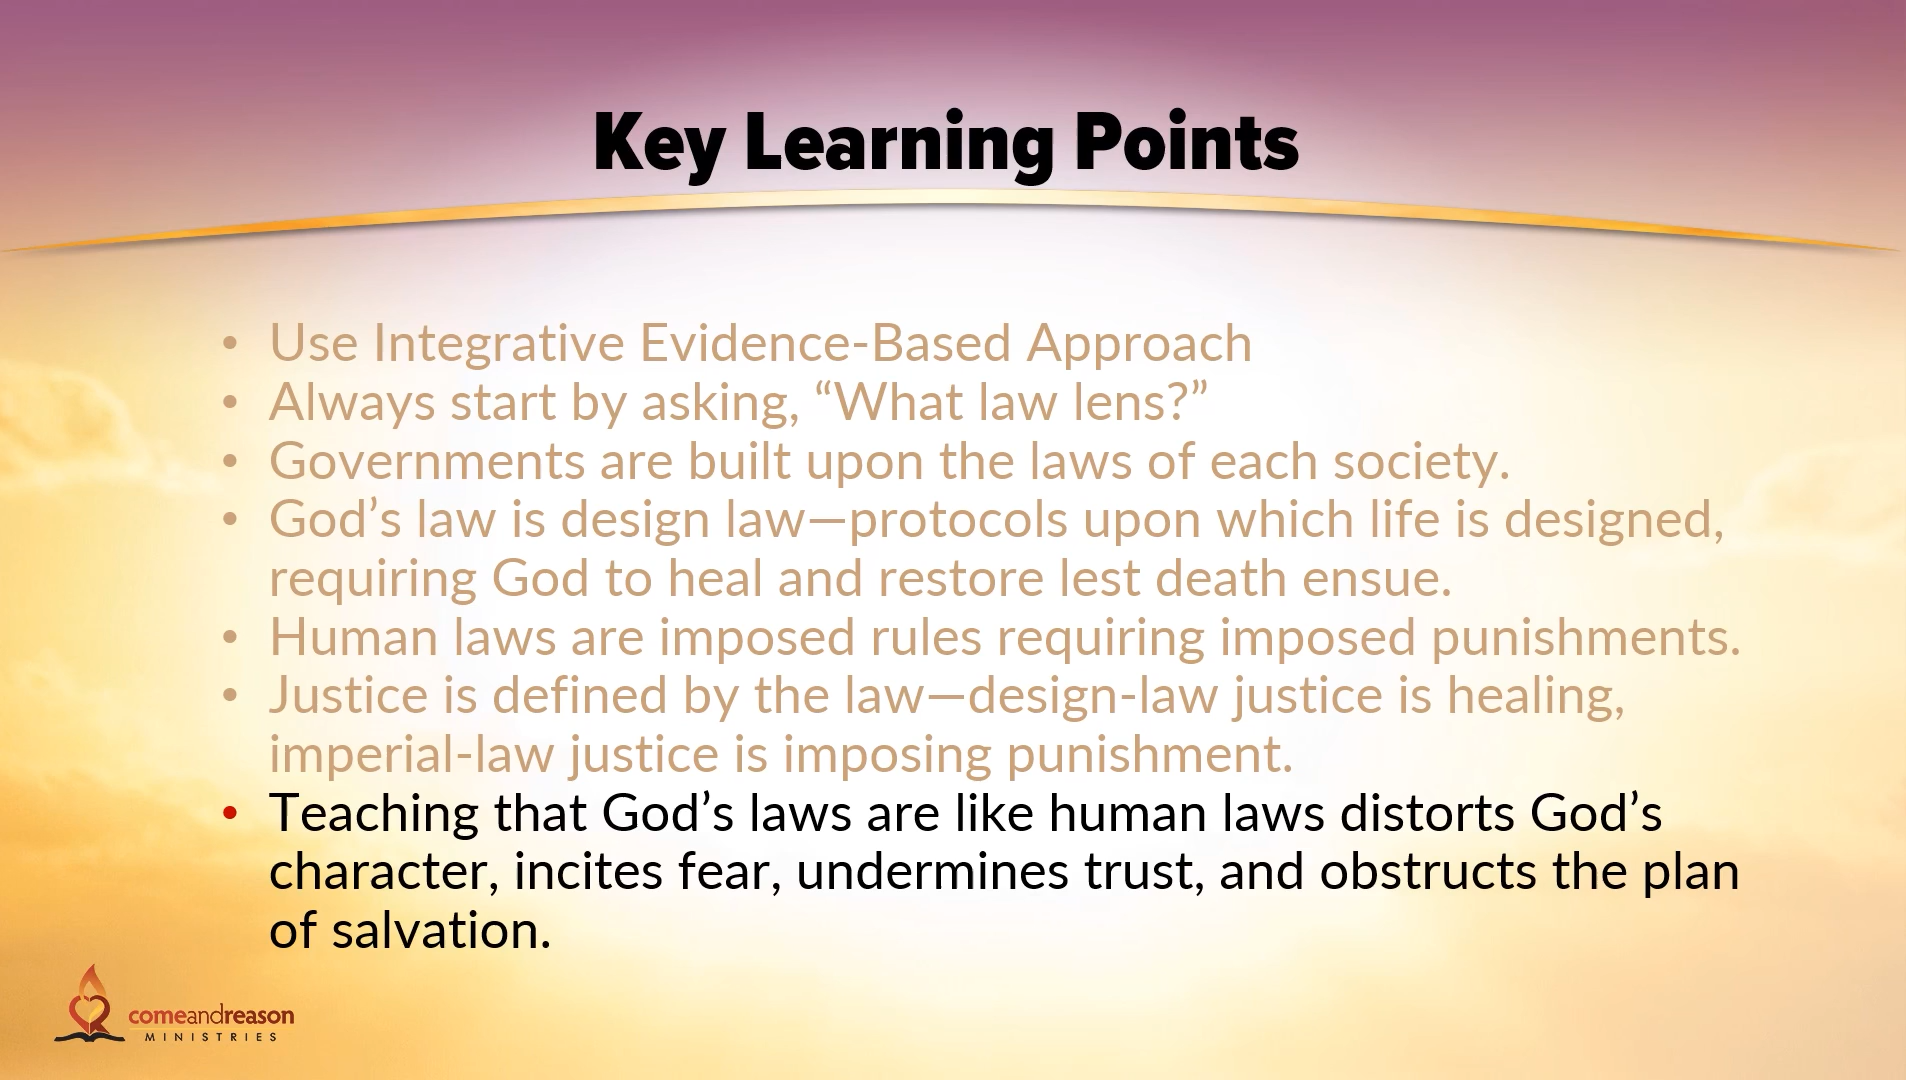 Key Learning Points
• Use Integrative Evidence-Based Approach
• Always start by asking, “What law lens?”
• Governments are built upon the laws of each society.
• God’s law is design law—protocols upon which life is designed,
requiring God to heal and restore lest death ensue.
• Human laws are imposed rules requiring imposed punishments.
• Justice is defined by the law—design-law justice is healing,
imperial-law justice is imposing punishment.
• Teaching that God’s laws are like human laws distorts God’s
character, incites fear, undermines trust, and obstructs the plan
of salvation.
comeandreason
MINISTRIES